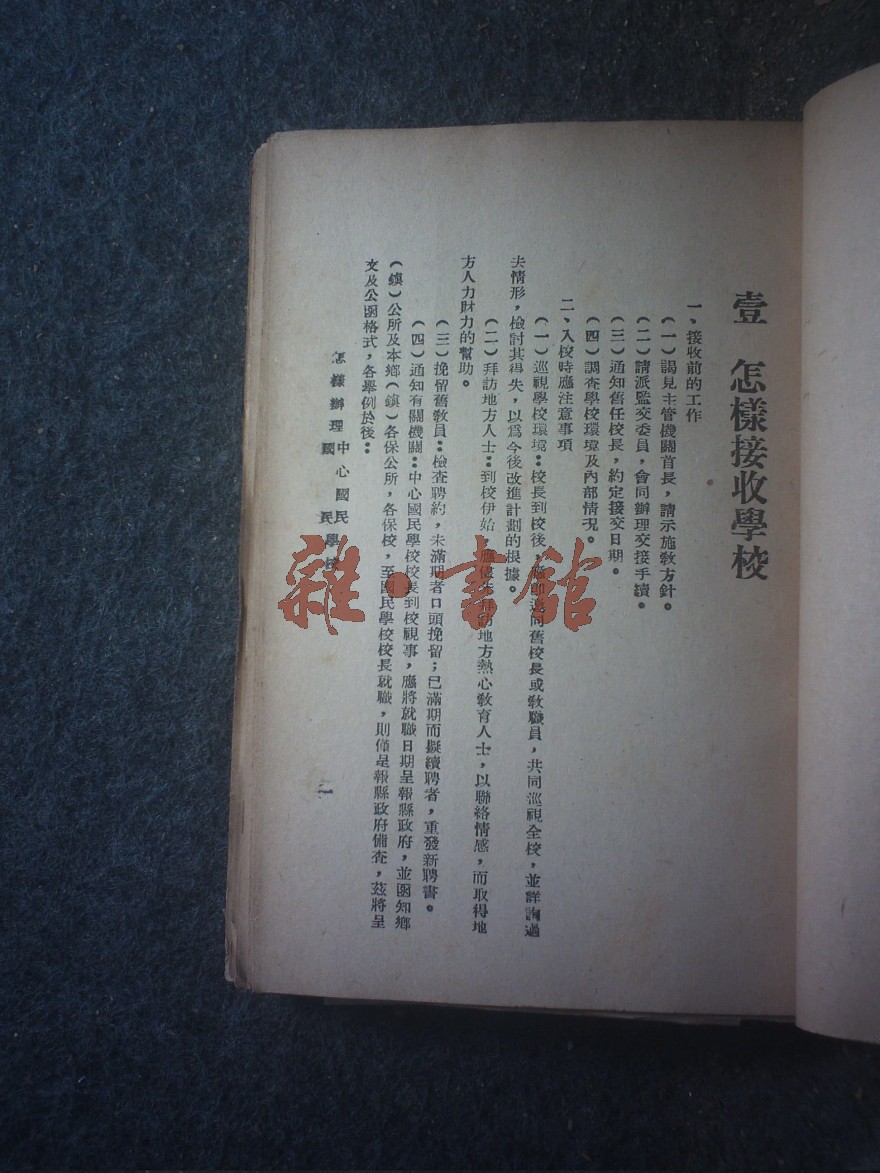 壹　怎樣接收學校
一、接收前的工作
（一）謁見主管機關首長，請示施教方針。
（二）請派監交委員，會同辦理交接手續。
（三）通知舊任校長，約定接交日期。
（四）調查學校環境及內部情况。
二、入校時應注意事項
（一）巡視學校環境：校長到校後，應即邀同舊校長或教職員，共同巡視全校，並詳詢過
去情形，檢討其得失，以爲今後改進計劃的根據。
（二）拜訪地方人士：到校伊始，應儘先拜訪地方熱心教育人士，以聯絡情感，而取得地
方人力財力的幫助。
（三）挽留舊教員：檢查聘約，未滿期者口頭挽留；已滿期而擬續聘者，重發新聘書。
（四）通知有關機關：中心國民學校校長到校視事，應將就職日期呈報縣政府，並函知鄉
（鎮）公所及本鄉（鎮）各保公所，各保校，至國民學校校長就職，則僅呈報縣政府備查，茲將呈
文及公函格式，各舉例於後：
怎樣辦理中心國民國民學校
一
雜·書館